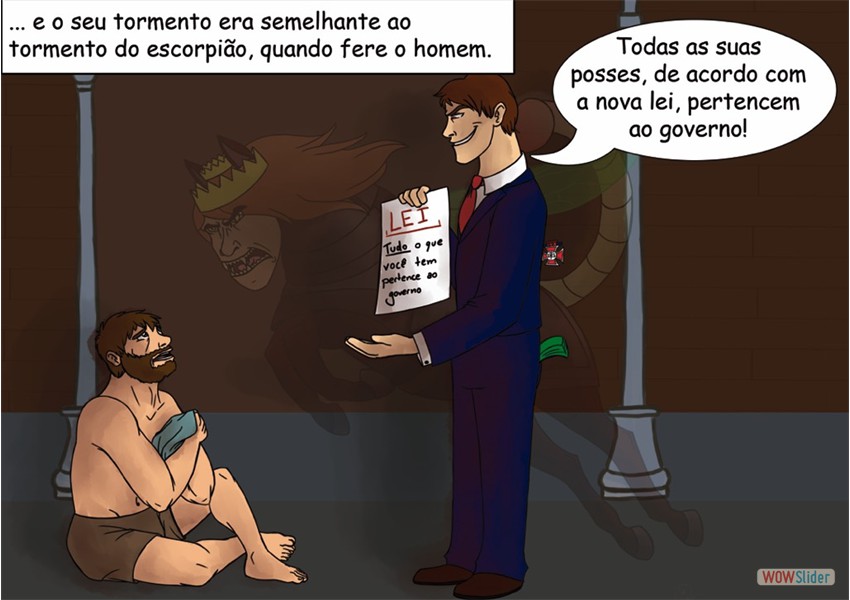 ... e o seu tormento era semelhante ao
tormento do escorpião, quando fere o homem.
Todas as suas
posses, de acordo com
a nova lei, pertencem
ao governo!
LEI
Tudo o que
você tem
pertence ao
governo
WOWSlider